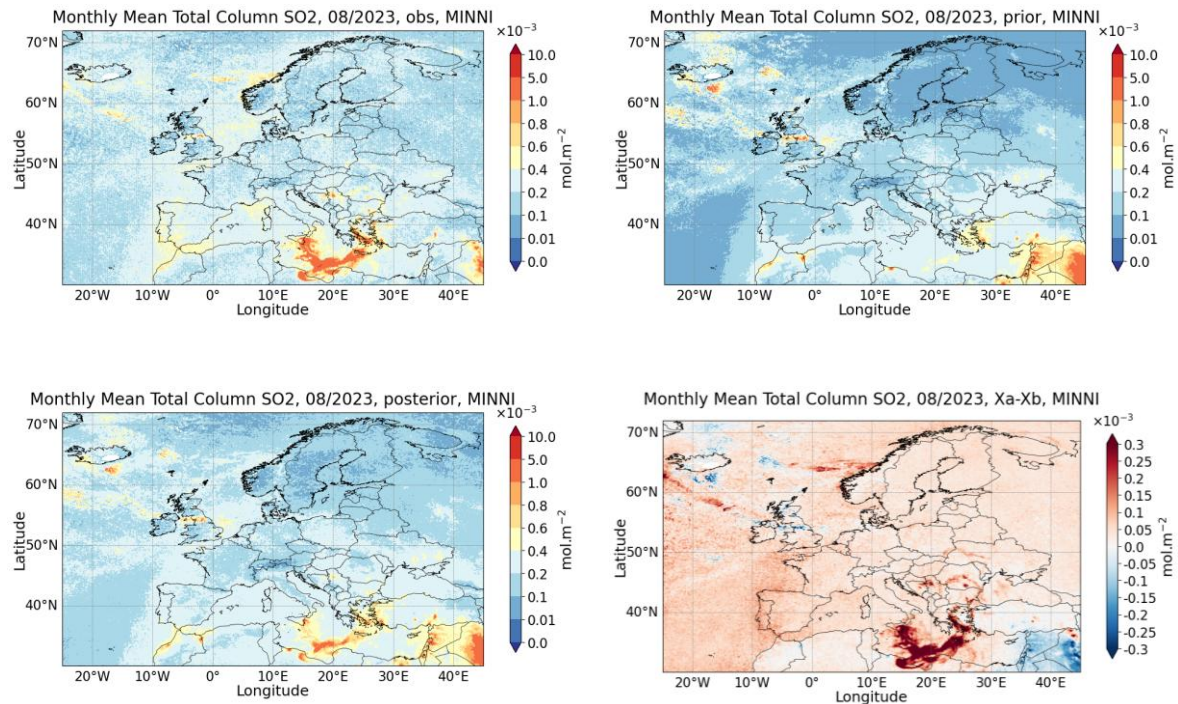 Monthly Mean Total Column SO2, 08/2023, obs, MINNI
×10⁻³
70°N
60°N
50°N
40°N
Latitude
20°W 10°W 0° 10°E 20°E 30°E 40°E
Longitude
10.0
5.0
1.0
0.8
0.6
0.4
0.2
0.1
0.01
0.0
mol.m⁻²
Monthly Mean Total Column SO2, 08/2023, prior, MINNI
×10⁻³
70°N
60°N
50°N
40°N
Latitude
20°W 10°W 0° 10°E 20°E 30°E 40°E
Longitude
10.0
5.0
1.0
0.8
0.6
0.4
0.2
0.1
0.01
0.0
mol.m⁻²
Monthly Mean Total Column SO2, 08/2023, posterior, MINNI
×10⁻³
70°N
60°N
50°N
40°N
Latitude
20°W 10°W 0° 10°E 20°E 30°E 40°E
Longitude
10.0
5.0
1.0
0.8
0.6
0.4
0.2
0.1
0.01
0.0
mol.m⁻²
Monthly Mean Total Column SO2, 08/2023, Xa-Xb, MINNI
×10⁻³
70°N
60°N
50°N
40°N
Latitude
20°W 10°W 0° 10°E 20°E 30°E 40°E
Longitude
0.3
0.25
0.2
0.15
0.1
0.05
0.0
-0.05
-0.1
-0.15
-0.2
-0.25
-0.3
mol.m⁻²